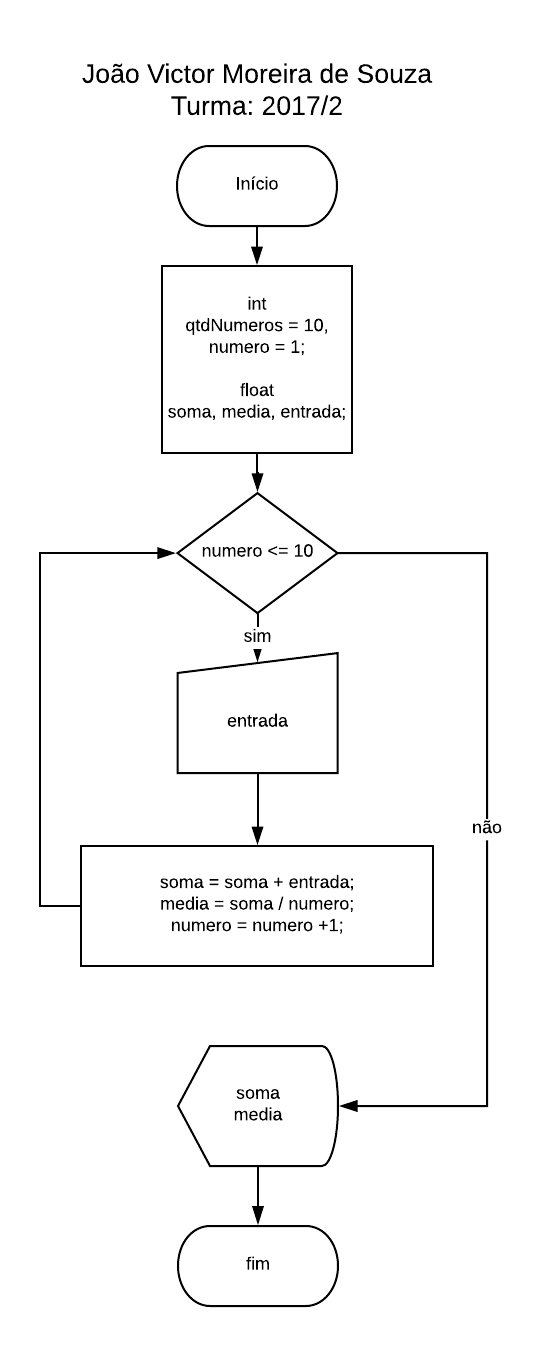 João Victor Moreira de Souza
Turma: 2017/2
Início
int
qtdNumeros = 10,
numero = 1;
float
soma, media, entrada;
numero <= 10
sim
entrada
não
soma = soma + entrada;
media = soma / numero;
numero = numero +1;
soma
media
fim